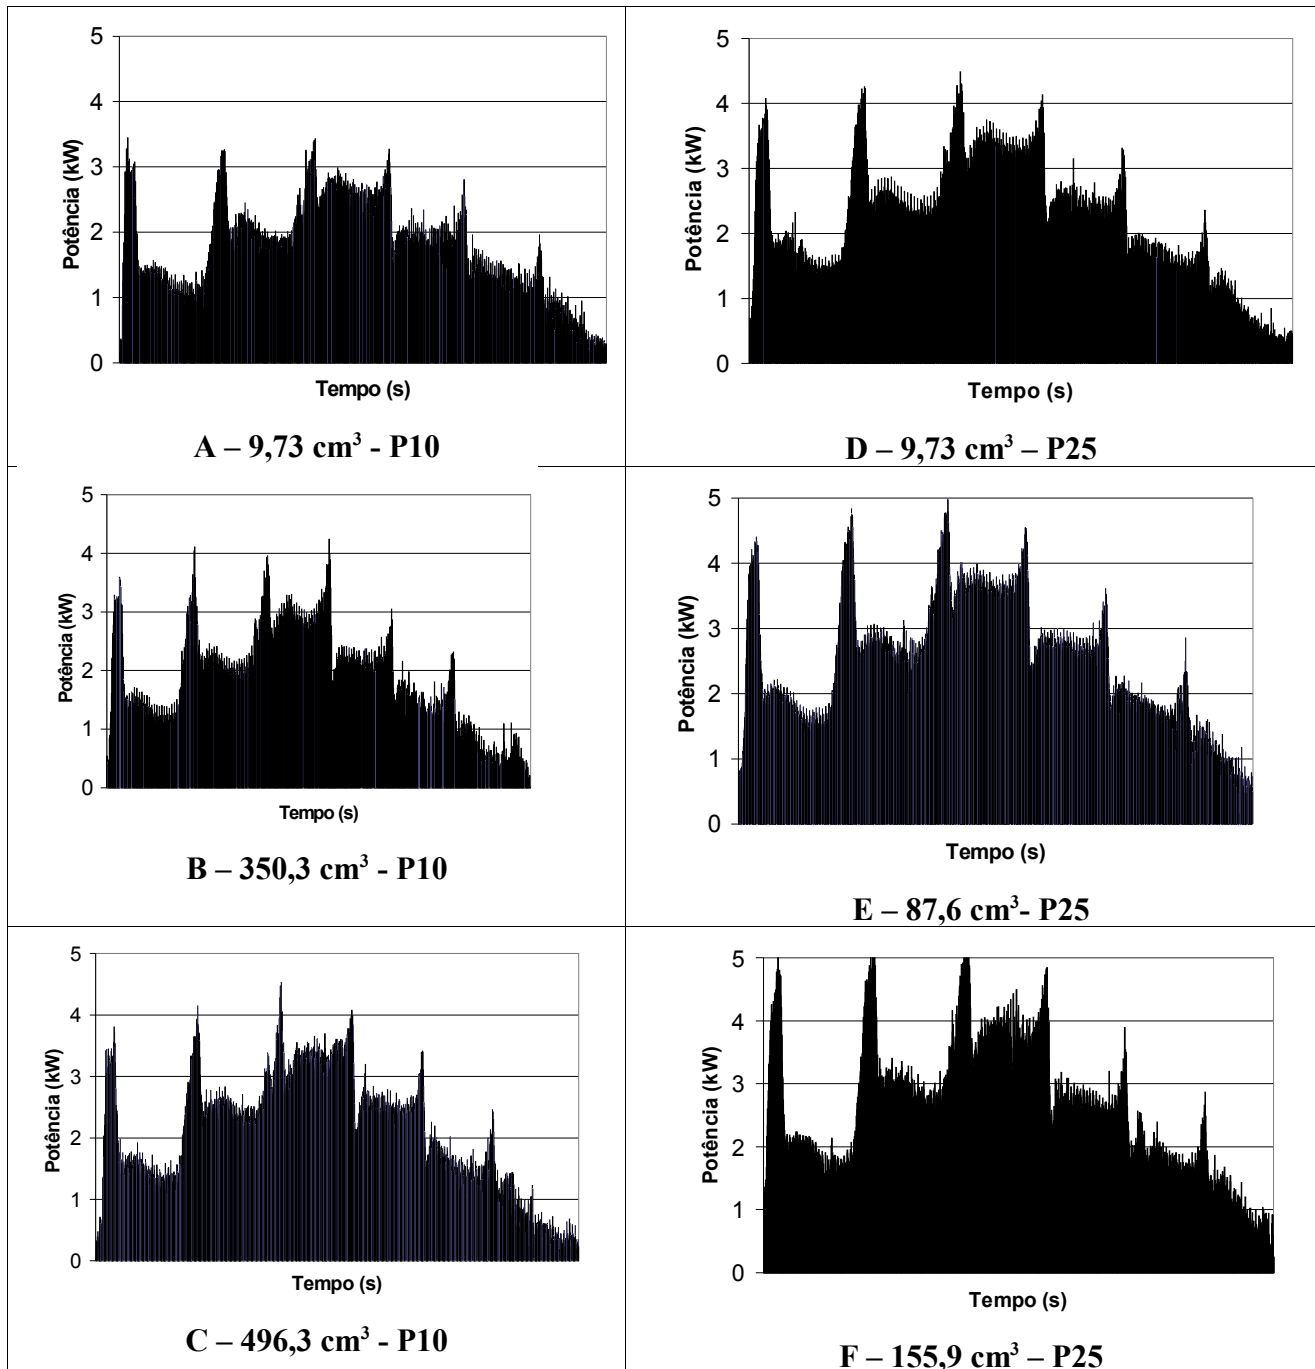 5
4
3
2
1
0
Potência (kW)
Tempo (s)
A – 9,73 cm³ - P10
5
4
3
2
1
0
Potência (kW)
Tempo (s)
D – 9,73 cm³ – P25
5
4
3
2
1
0
Potência (kW)
Tempo (s)
B – 350,3 cm³ - P10
5
4
3
2
1
0
Potência (kW)
Tempo (s)
E – 87,6 cm³- P25
5
4
3
2
1
0
Potência (kW)
Tempo (s)
C – 496,3 cm³ - P10
5
4
3
2
1
0
Potência (kW)
Tempo (s)
F – 155,9 cm³ – P25